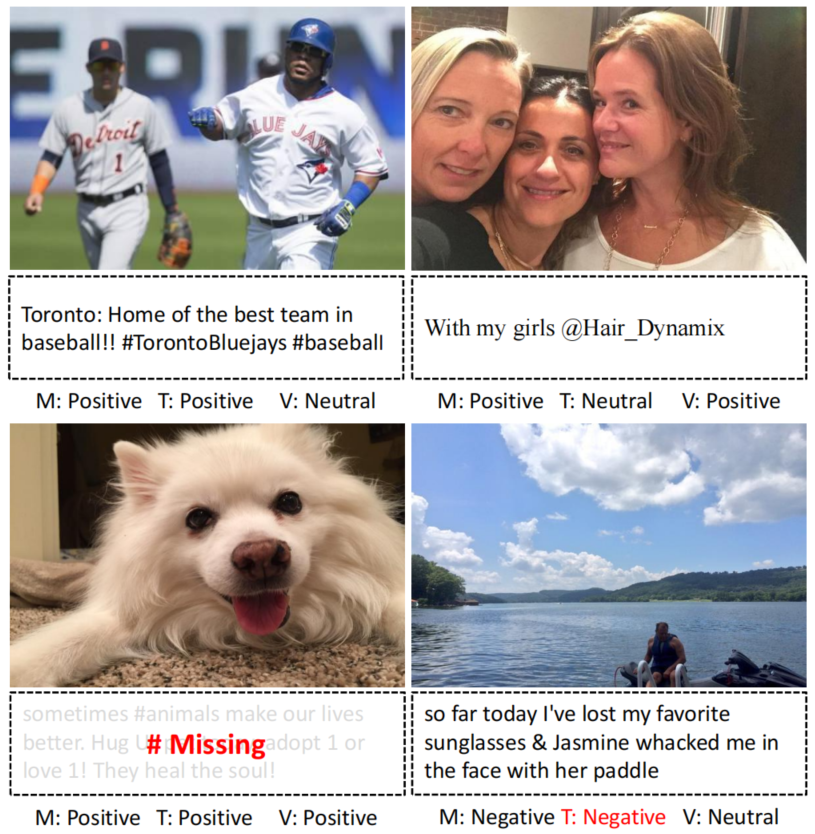 E RUN
Detroit
1
BLUE JAYS
Toronto: Home of the best team in
baseball!! #TorontoBluejays #baseball
With my girls @Hair_Dynamix
M: Positive T: Positive V: Neutral
M: Positive T: Neutral V: Positive
sometimes #animals make our lives
better. Hug # Missing adopt 1 or
love 1! They heal the soul!
so far today I've lost my favorite
sunglasses & Jasmine whacked me in
the face with her paddle
M: Positive T: Positive V: Positive
M: Negative T: Negative V: Neutral